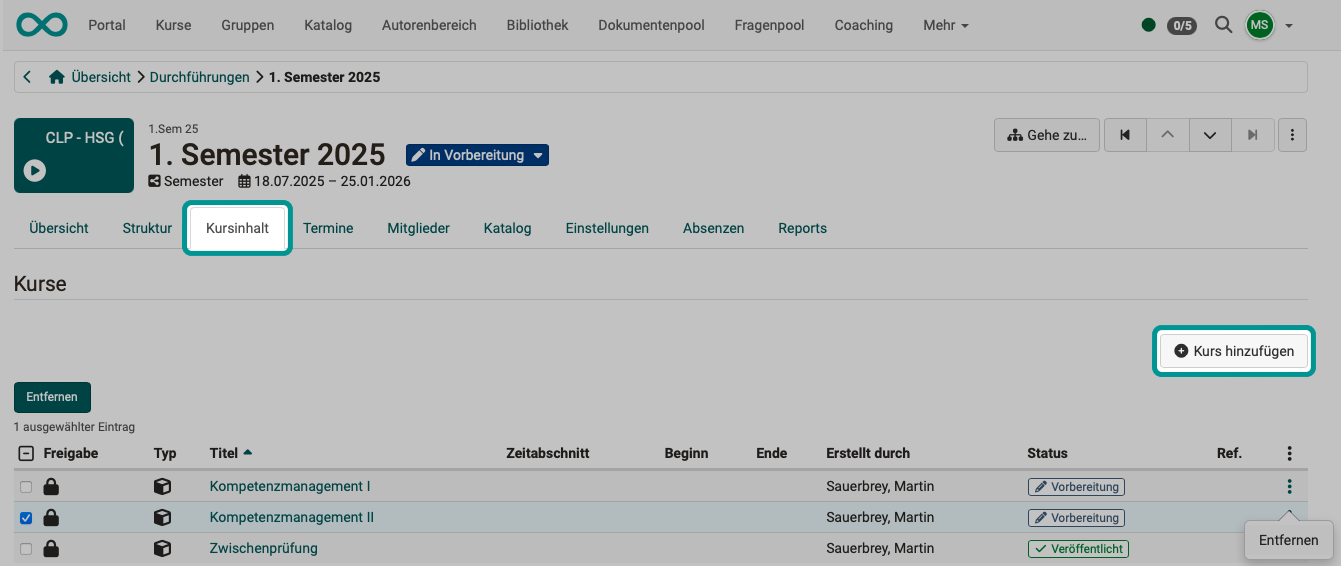 Portal Kurse Gruppen Katalog Autorenbereich Bibliothek Dokumentenpool Fragenpool Coaching Mehr 0/5 MS
Übersicht Durchführungen 1. Semester 2025
CLP - HSG (
1.Sem 25
1. Semester 2025 In Vorbereitung
Semester 18.07.2025 – 25.01.2026
Gehe zu...
Übersicht Struktur Kursinhalt Termine Mitglieder Katalog Einstellungen Absenzen Reports
Kurse
Kurs hinzufügen
Entfernen
1 ausgewählter Eintrag
Freigabe Typ Titel Zeitabschnitt Beginn Ende Erstellt durch Status Ref.
Kompetenzmanagement I Sauerbrey, Martin Vorbereitung
Kompetenzmanagement II Sauerbrey, Martin Vorbereitung
Zwischenprüfung Sauerbrey, Martin Veröffentlicht
Entfernen